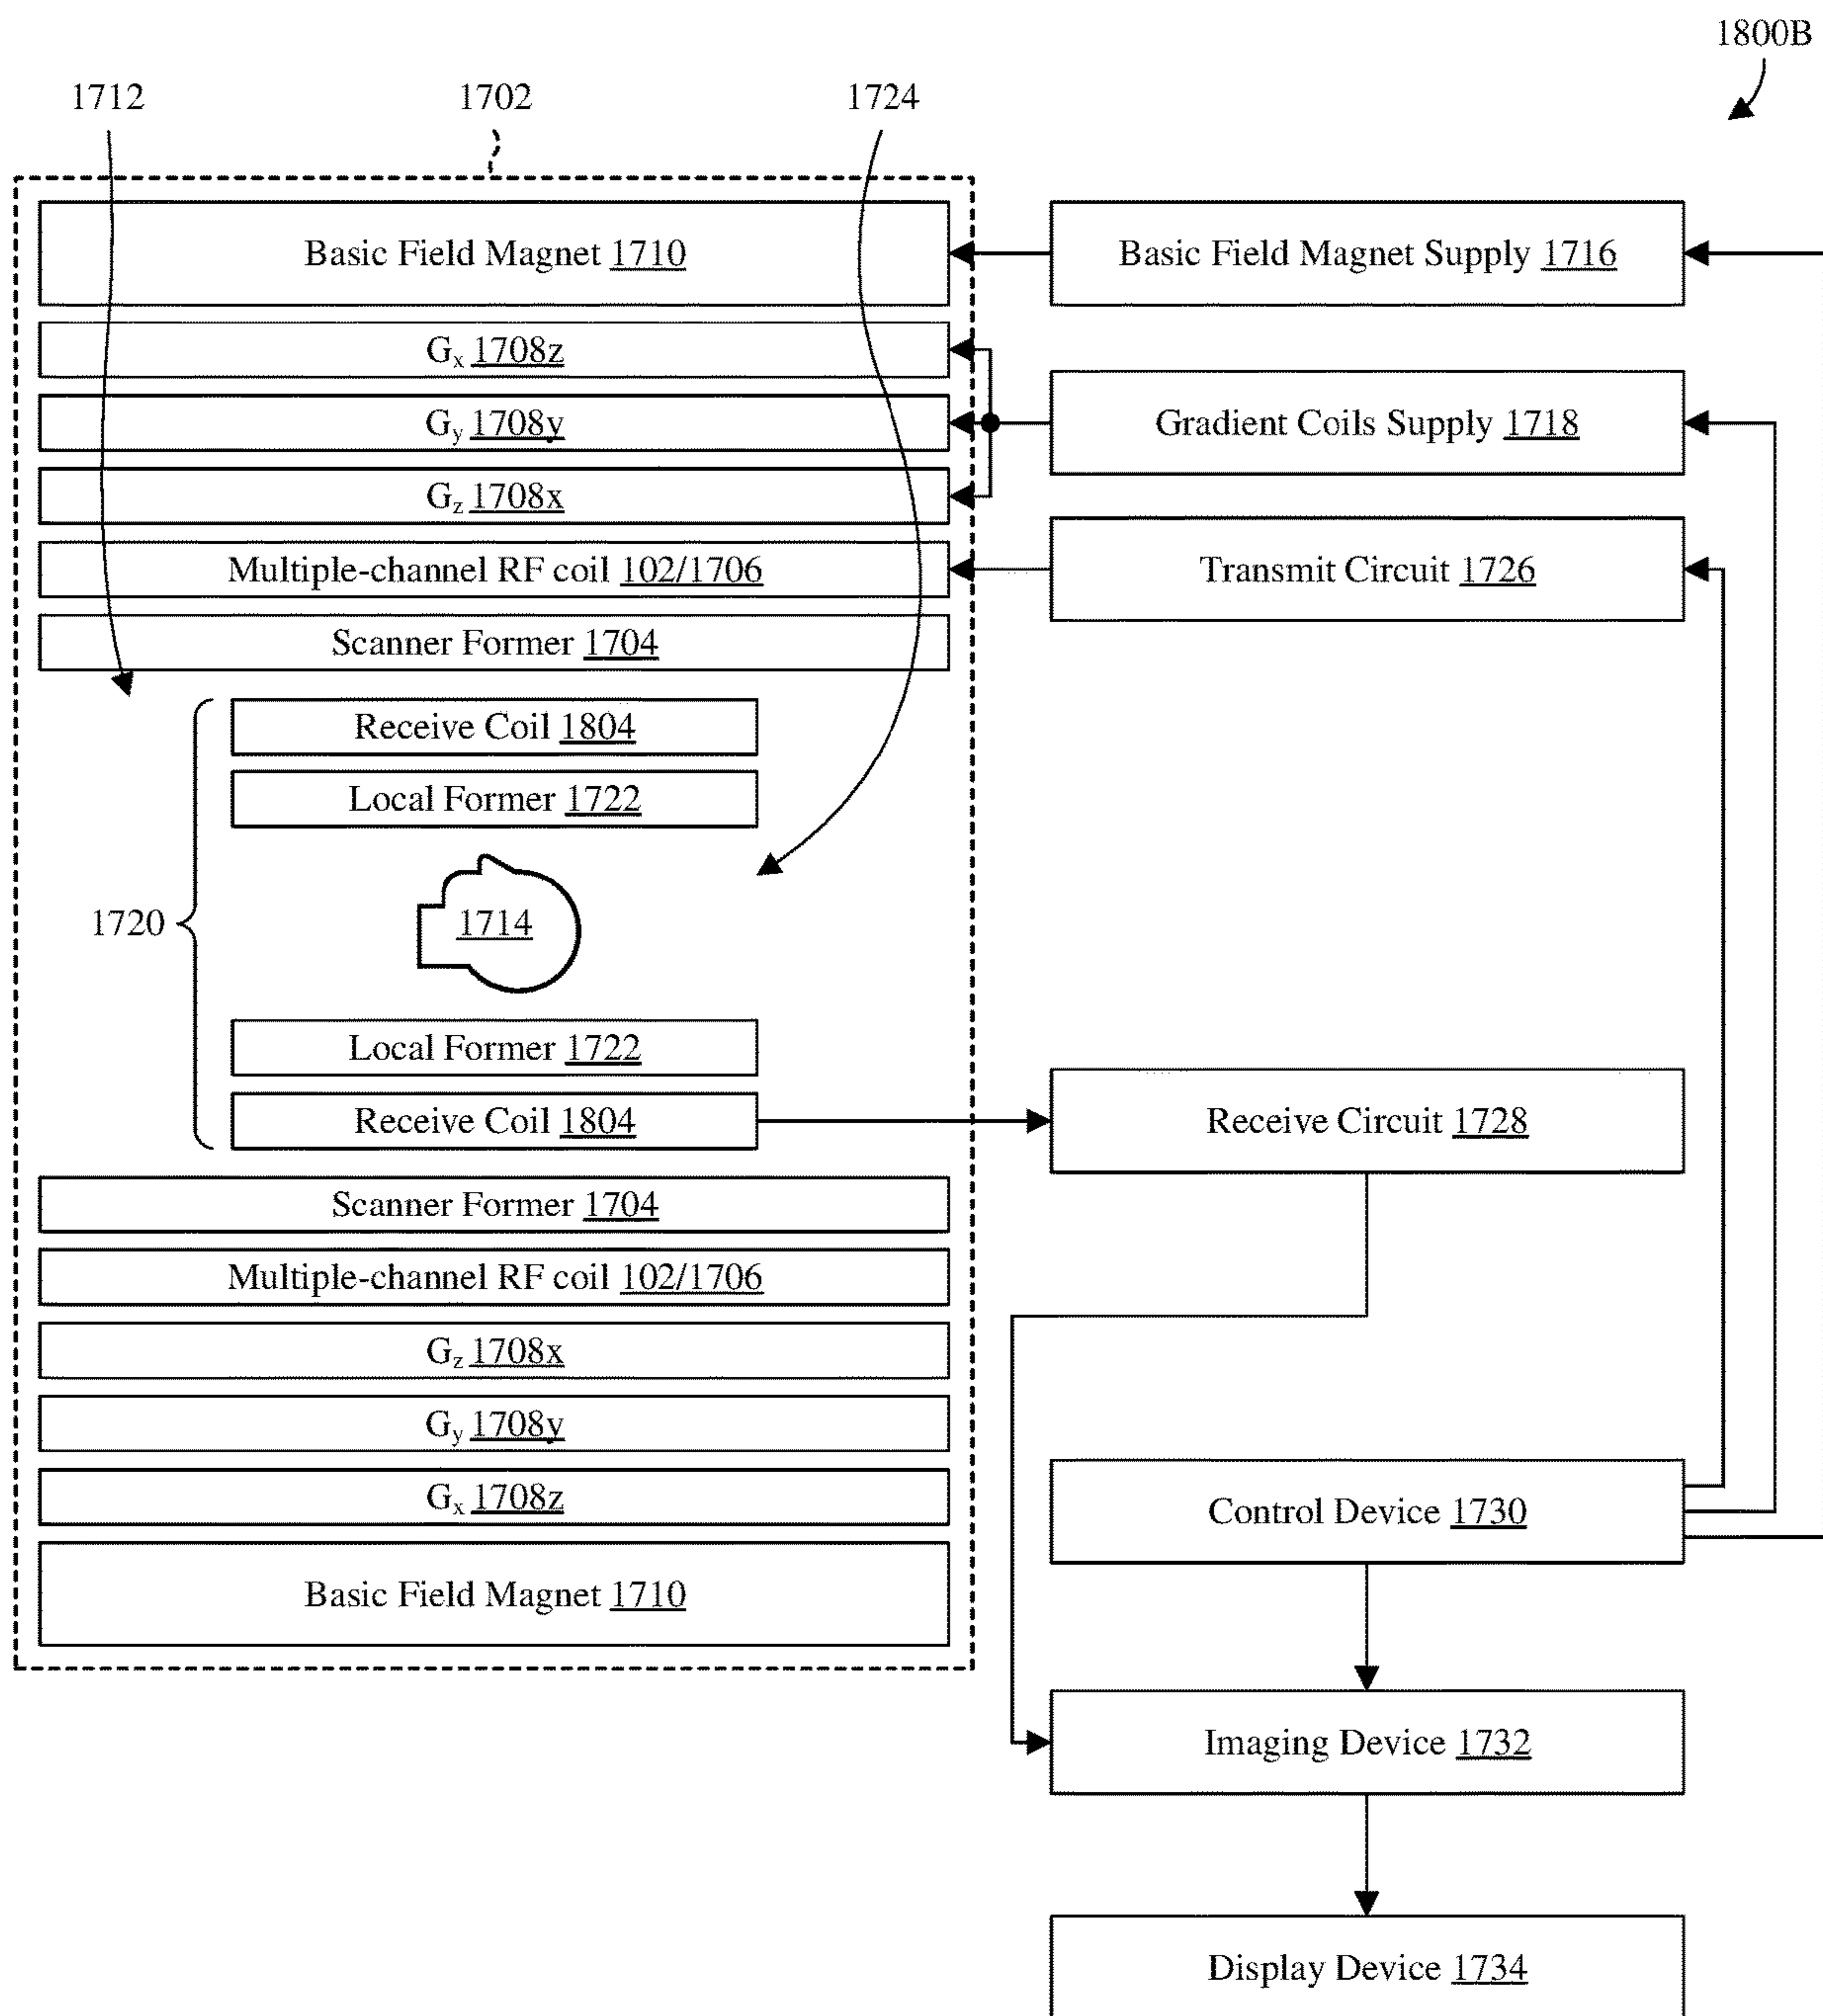 1800B
1712
1702
1724
Basic Field Magnet 1710
Basic Field Magnet Supply 1716
Gx 1708z
Gy 1708y
Gradient Coils Supply 1718
Gz 1708x
Multiple-channel RF coil 102/1706
Transmit Circuit 1726
Scanner Former 1704
Receive Coil 1804
Local Former 1722
1720
1714
Local Former 1722
Receive Coil 1804
Receive Circuit 1728
Scanner Former 1704
Multiple-channel RF coil 102/1706
Gz 1708x
Gy 1708y
Gx 1708z
Control Device 1730
Basic Field Magnet 1710
Imaging Device 1732
Display Device 1734